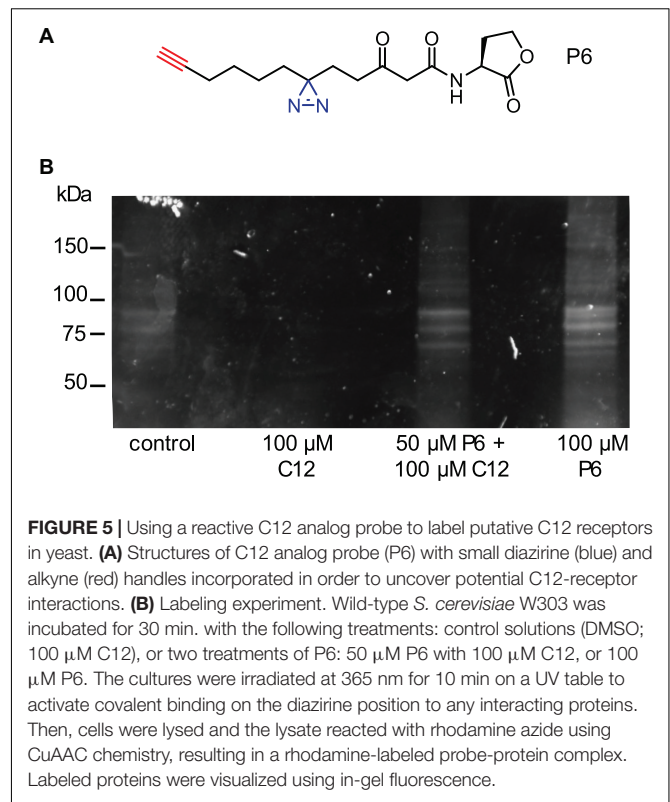 A
O
O
O
N
H
O
N
N
P6
B
kDa
150
100
75
50
control
100 µM
C12
50 µM P6 +
100 µM C12
100 µM
P6
FIGURE 5 | Using a reactive C12 analog probe to label putative C12 receptors
in yeast. (A) Structures of C12 analog probe (P6) with small diazirine (blue) and
alkyne (red) handles incorporated in order to uncover potential C12-receptor
interactions. (B) Labeling experiment. Wild-type S. cerevisiae W303 was
incubated for 30 min. with the following treatments: control solutions (DMSO;
100 µM C12), or two treatments of P6: 50 µM P6 with 100 µM C12, or 100
µM P6. The cultures were irradiated at 365 nm for 10 min on a UV table to
activate covalent binding on the diazirine position to any interacting proteins.
Then, cells were lysed and the lysate reacted with rhodamine azide using
CuAAC chemistry, resulting in a rhodamine-labeled probe-protein complex.
Labeled proteins were visualized using in-gel fluorescence.